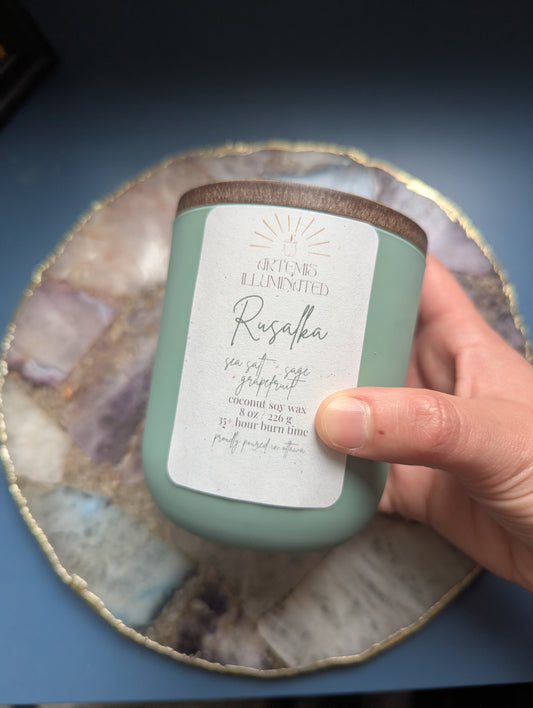 ARTEMIS
ILLUMINATED
Rusalka
sea salt • sage
• grapefruit
coconut soy wax
8 oz / 226 g
35+ hour burn time
proudly poured in ottawa